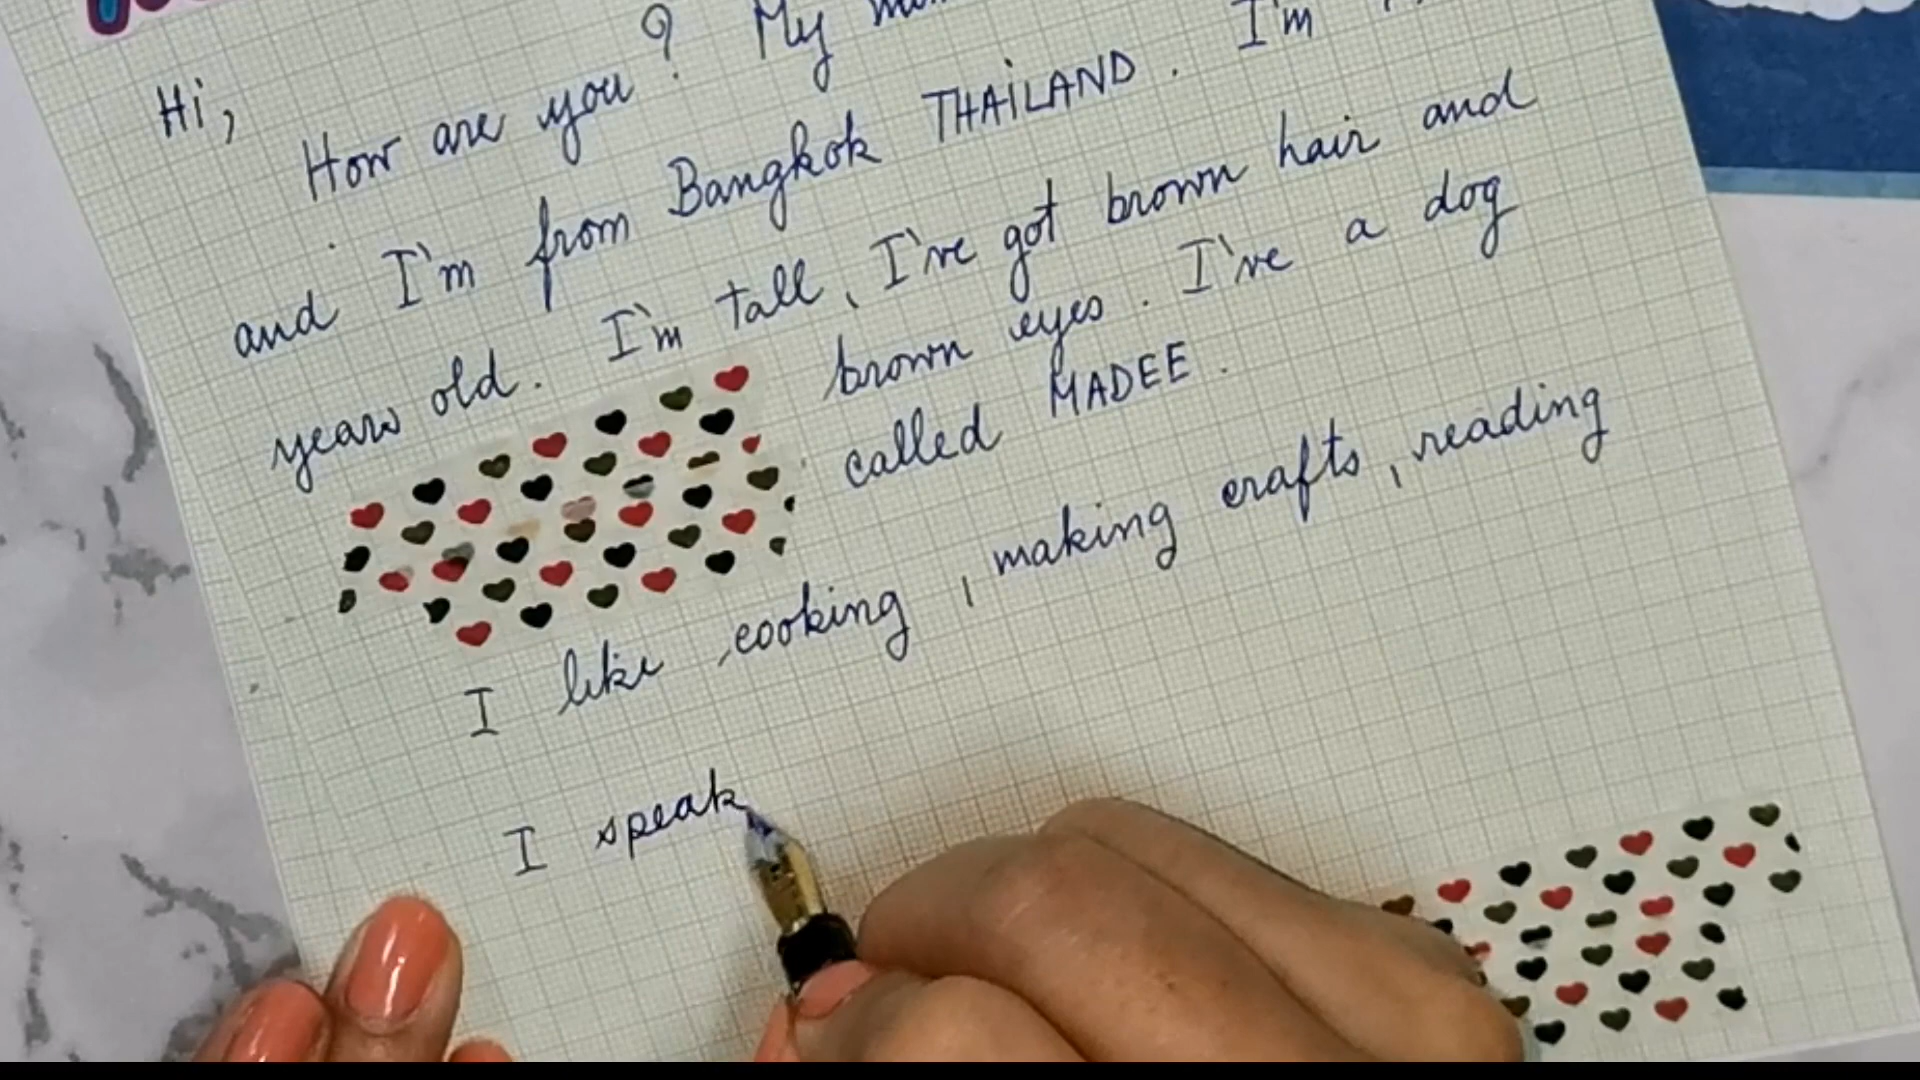 Hi,
How are you? My
and I'm from Bangkok THAILAND. I'm
years old. I'm tall, I've got brown hair and
brown eyes. I've a dog
called MADEE.
I like cooking, making crafts, reading
I speak